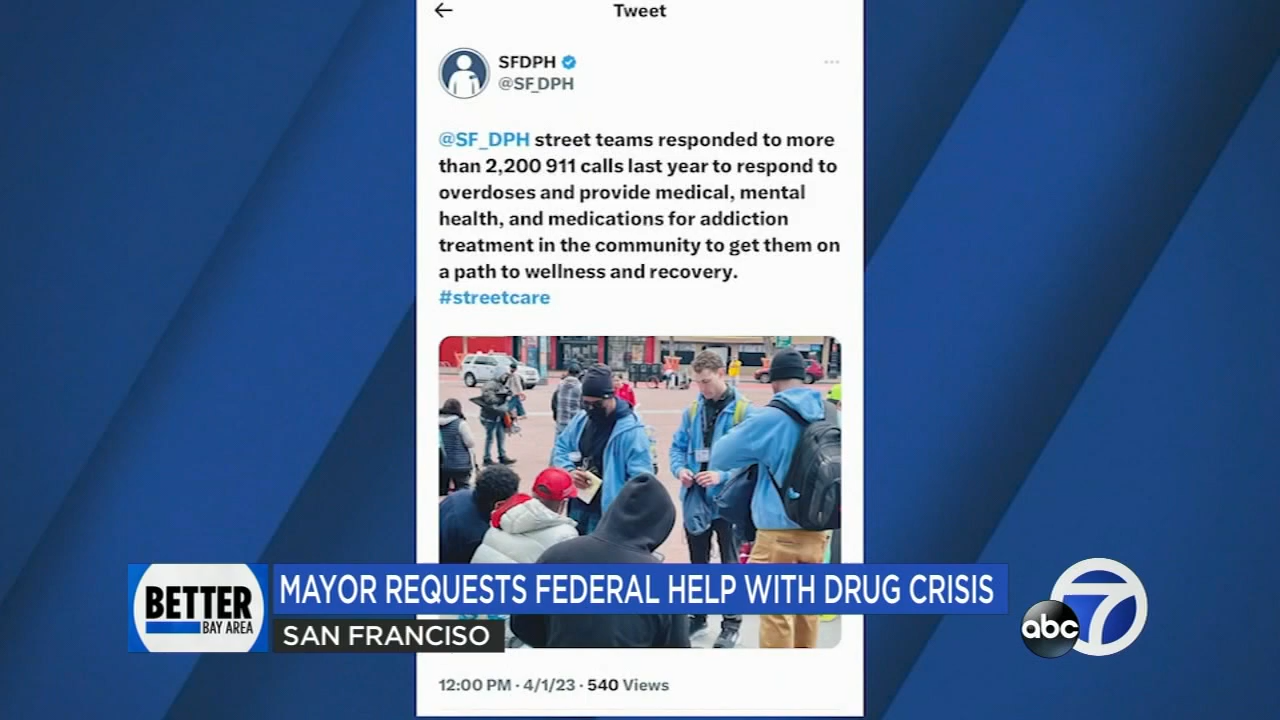 Tweet
SFDPH
@SF_DPH
@SF_DPH street teams responded to more
than 2,200 911 calls last year to respond to
overdoses and provide medical, mental
health, and medications for addiction
treatment in the community to get them on
a path to wellness and recovery.
#streetcare
BETTER
BAY AREA
MAYOR REQUESTS FEDERAL HELP WITH DRUG CRISIS
SAN FRANCISO
abc 7
12:00 PM · 4/1/23 · 540 Views